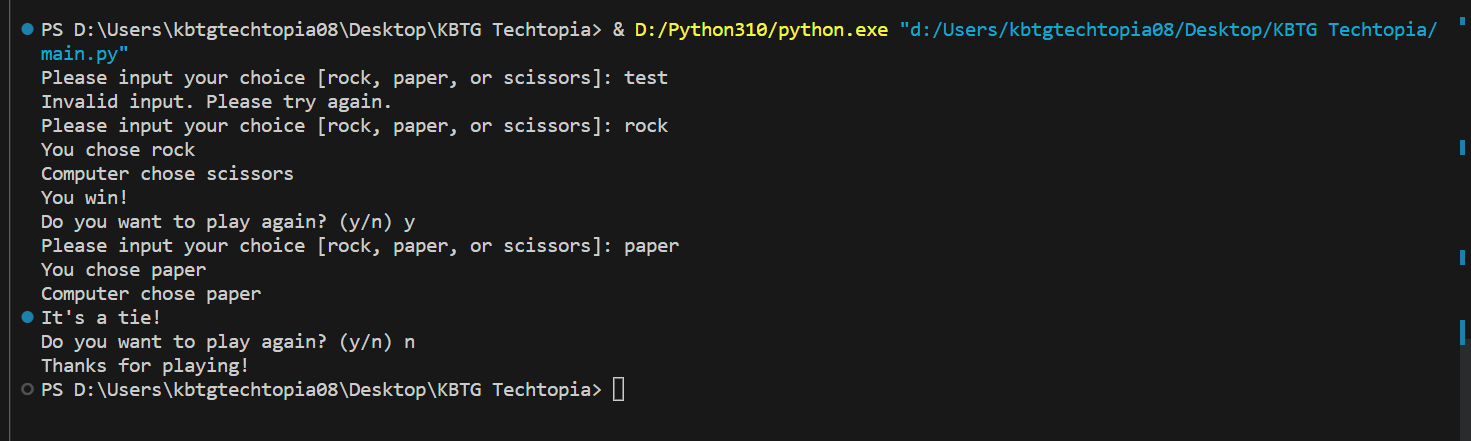 PS D:\Users\kbtgtechtopia08\Desktop\KBTG Techtopia> & D:/Python310/python.exe "d:/Users/kbtgtechtopia08/Desktop/KBTG Techtopia/
main.py"
Please input your choice [rock, paper, or scissors]: test
Invalid input. Please try again.
Please input your choice [rock, paper, or scissors]: rock
You chose rock
Computer chose scissors
You win!
Do you want to play again? (y/n) y
Please input your choice [rock, paper, or scissors]: paper
You chose paper
Computer chose paper
It's a tie!
Do you want to play again? (y/n) n
Thanks for playing!
PS D:\Users\kbtgtechtopia08\Desktop\KBTG Techtopia>